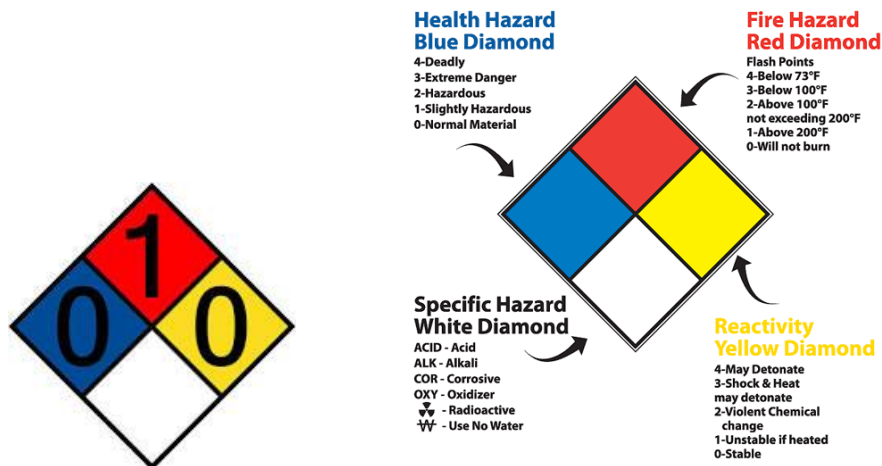 Health Hazard
Blue Diamond
4-Deadly
3-Extreme Danger
2-Hazardous
1-Slightly Hazardous
0-Normal Material
Fire Hazard
Red Diamond
Flash Points
4-Below 73°F
3-Below 100°F
2-Above 100°F
not exceeding 200°F
1-Above 200°F
0-Will not burn
1
0 0
Specific Hazard
White Diamond
ACID - Acid
ALK - Alkali
COR - Corrosive
OXY - Oxidizer
☢ - Radioactive
W - Use No Water
Reactivity
Yellow Diamond
4-May Detonate
3-Shock & Heat
may detonate
2-Violent Chemical
change
1-Unstable if heated
0-Stable